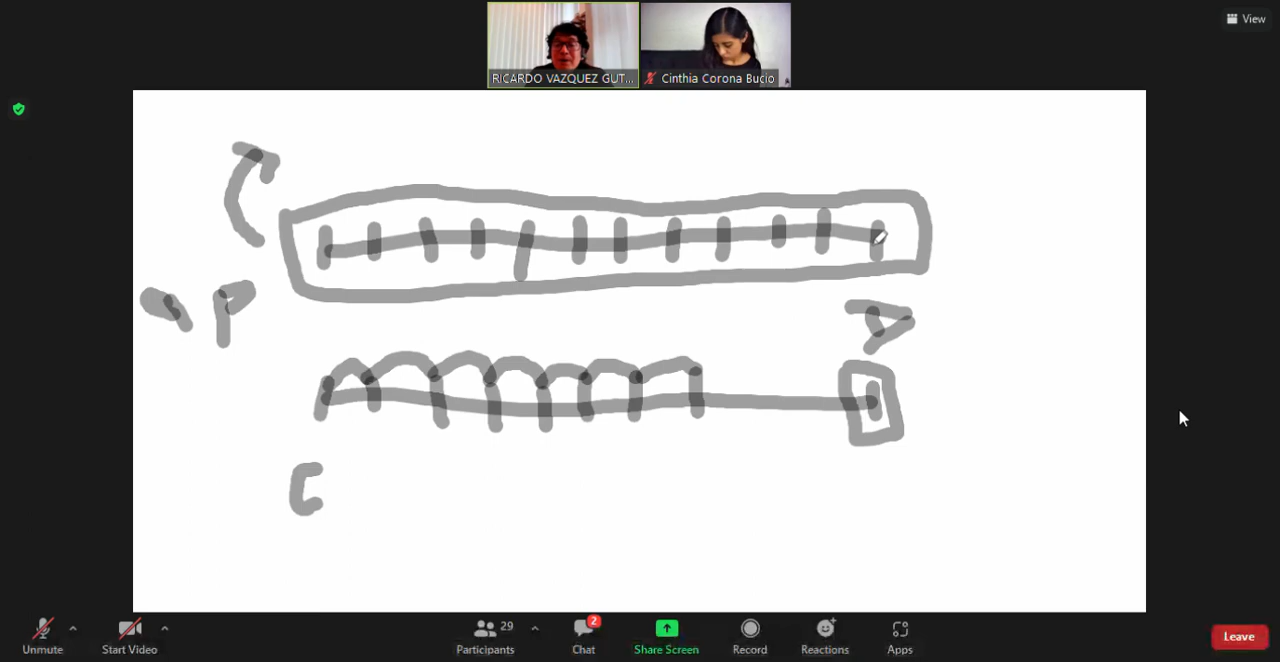 View
RICARDO VAZQUEZ GUT...
Cinthia Corona Bucio
P
D
C
29
2
Unmute
Start Video
Participants
Chat
Share Screen
Record
Reactions
Apps
Leave